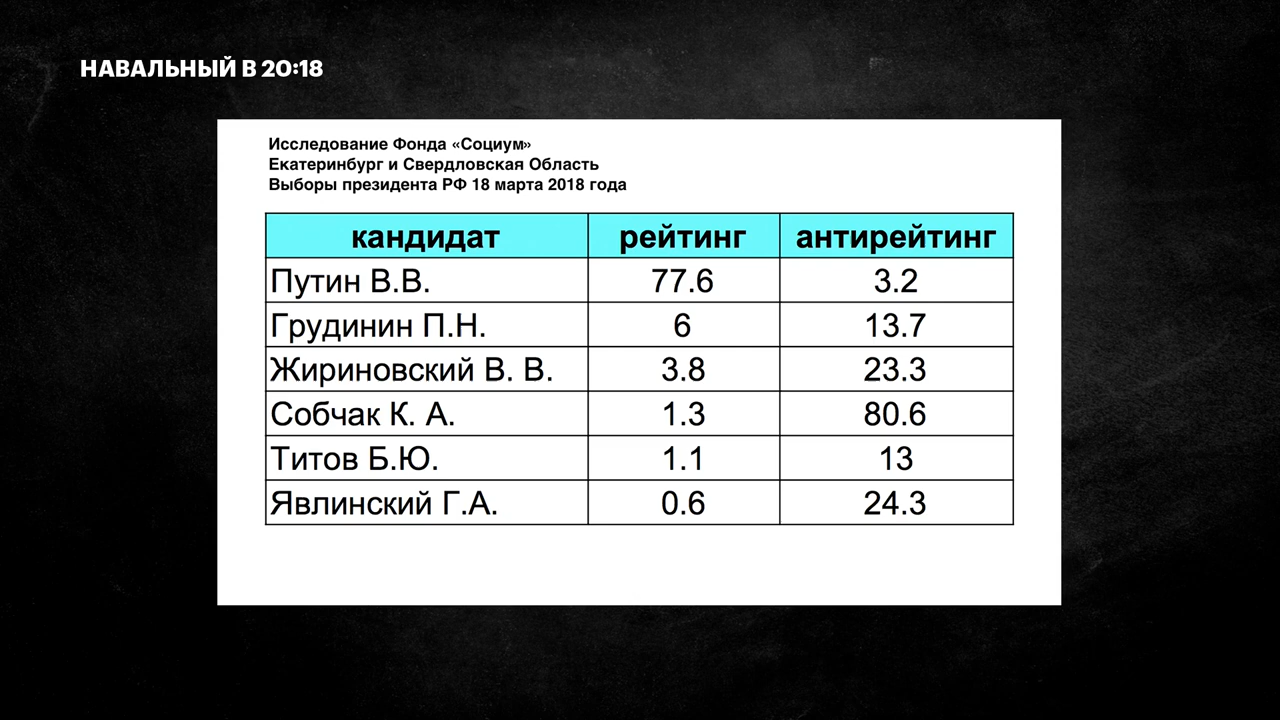 НАВАЛЬНЫЙ В 20:18
Исследование Фонда «Социум»
Екатеринбург и Свердловская Область
Выборы президента РФ 18 марта 2018 года
кандидат рейтинг антирейтинг
Путин В.В. 77.6 3.2
Грудинин П.Н. 6 13.7
Жириновский В. В. 3.8 23.3
Собчак К. А. 1.3 80.6
Титов Б.Ю. 1.1 13
Явлинский Г.А. 0.6 24.3